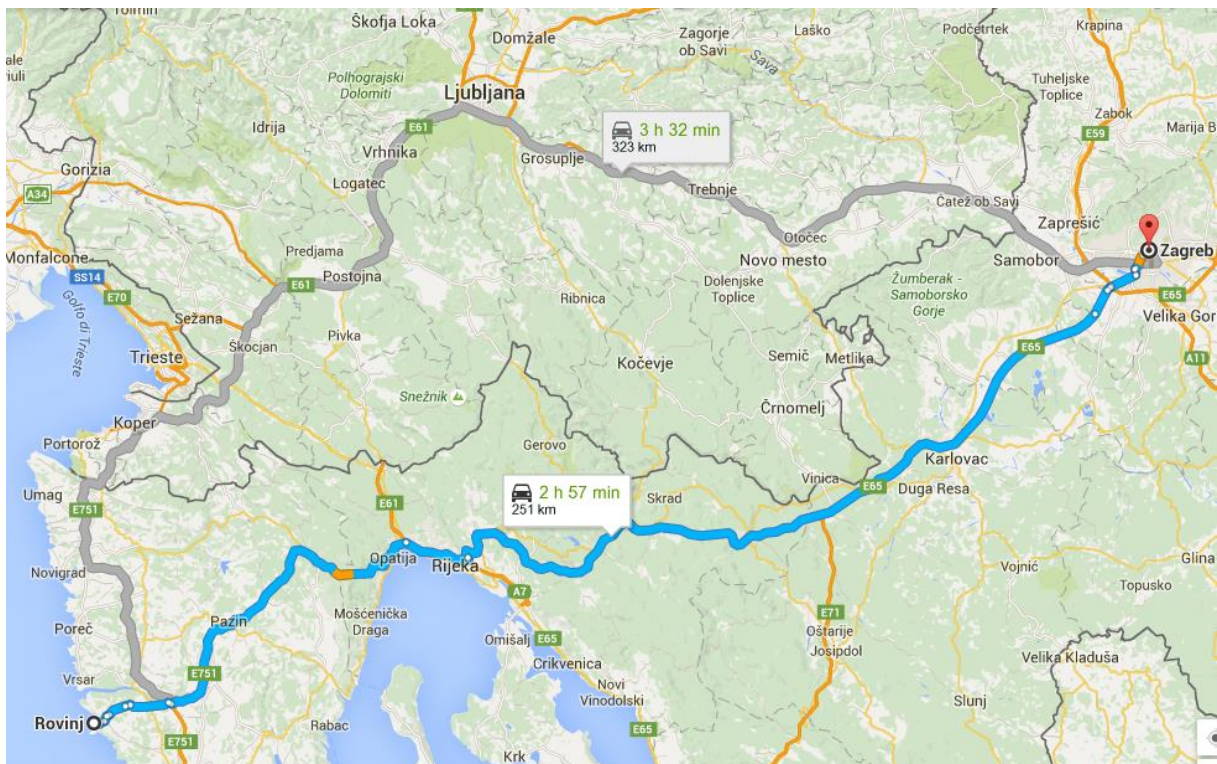 Tolmin
Škofja Loka
Domžale
Zagorje
ob Savi
Laško
Podčetrtek
Krapina
Polhograjski
Dolomiti
Ljubljana
Sava
Tuheljske
Toplice
Zabok
Idrija
E61
Vrhnika
3 h 32 min
323 km
E59
Marija B
Gorizia
A34
Logatec
Grosuplje
Trebnje
Čatež ob Savi
Zaprešić
Monfalcone
Predjama
Otočec
Zagreb
SS14
E61
Postojna
Novo mesto
Samobor
E70
Golfo di Trieste
Sežana
Ribnica
Dolenjske
Toplice
Žumberak -
Samoborsko
Gorje
E65
Velika Gor
Pivka
Trieste
Škocjan
Kočevje
Semič
Metlika
E65
A11
Snežnik
Koper
Črnomelj
Portorož
Gerovo
Karlovac
Umag
E61
2 h 57 min
251 km
Skrad
Vinica
E65
Duga Resa
E751
Opatija
Rijeka
Glina
Novigrad
A7
Vojnić
Topusko
Poreč
Pazin
Mošćenička
Draga
Omišalj
E65
E71
Oštarije
Josipdol
Velika Kladuša
Vrsar
E751
Crikvenica
Novi
Vinodolski
Slunj
Rovinj
Rabac
E65
E751
Krk